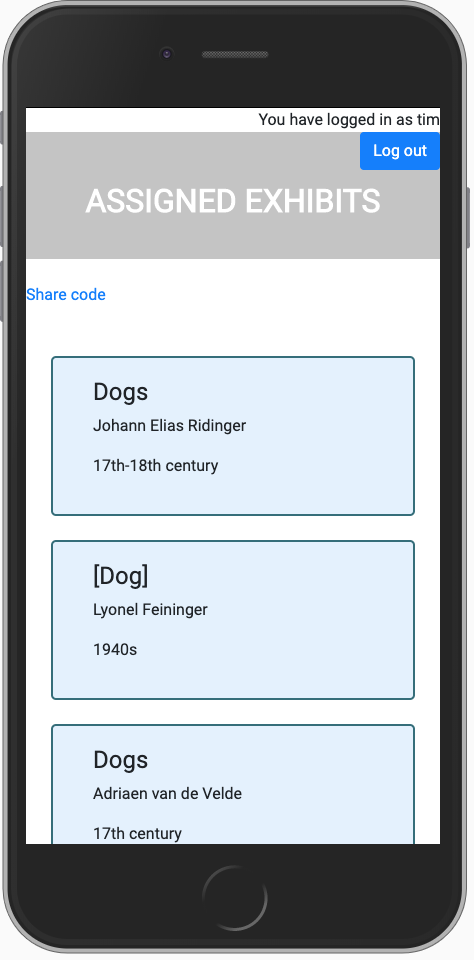 You have logged in as tim
Log out
ASSIGNED EXHIBITS
Share code
Dogs
Johann Elias Ridinger
17th-18th century
[Dog]
Lyonel Feininger
1940s
Dogs
Adriaen van de Velde
17th century